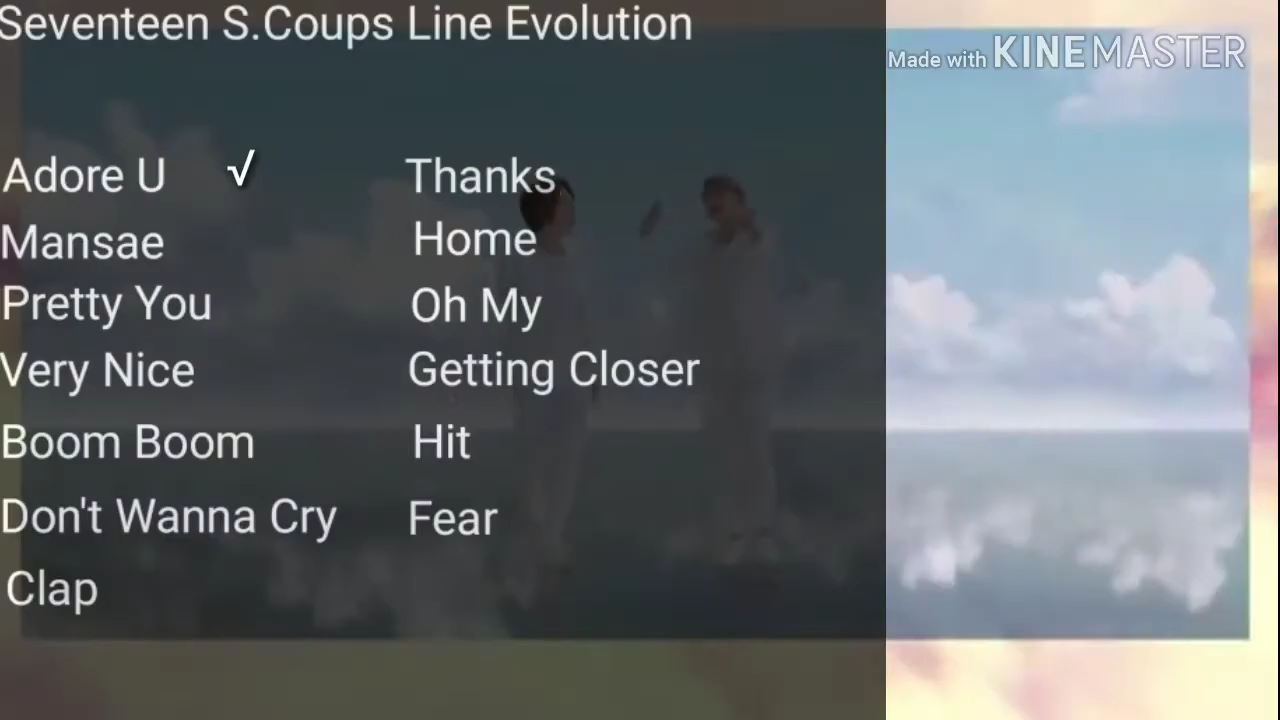 Seventeen S.Coups Line Evolution
Made with KINEMASTER
Adore U √
Mansae
Pretty You
Very Nice
Boom Boom
Don't Wanna Cry
Clap
Thanks
Home
Oh My
Getting Closer
Hit
Fear